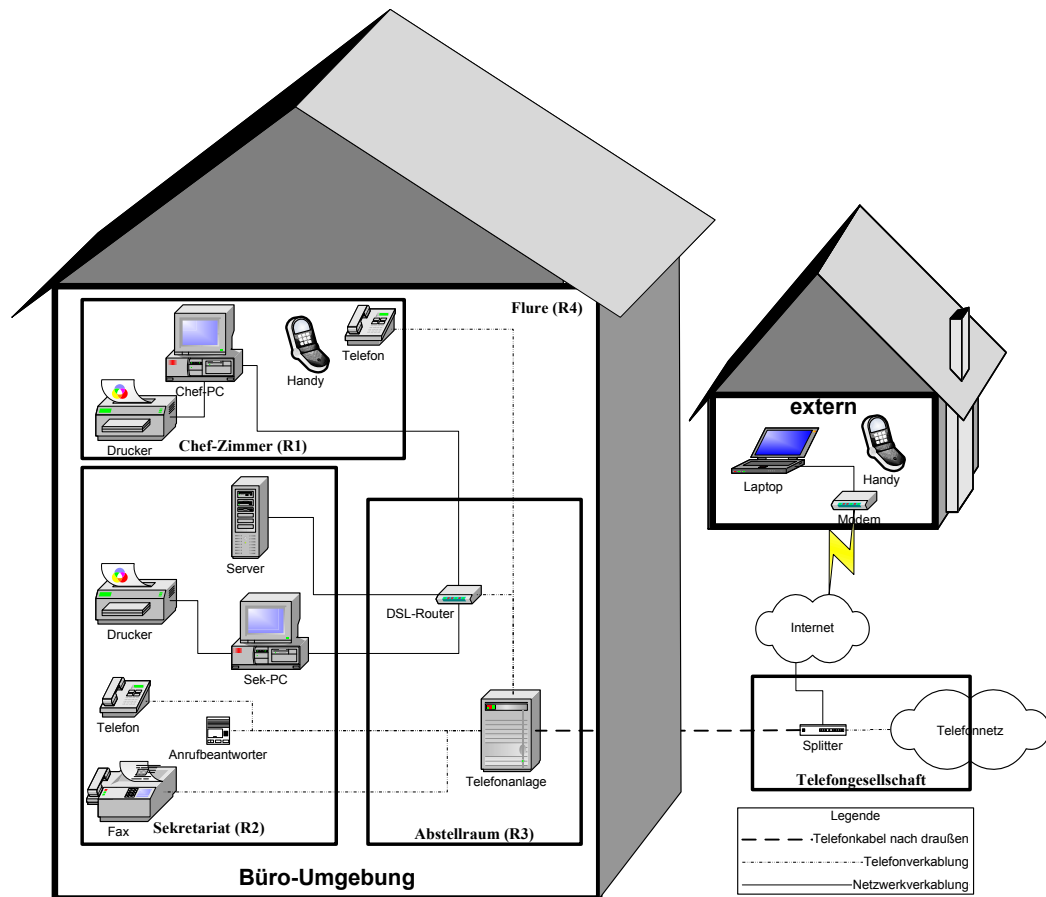 Flure (R4)
Telefon
Handy
Chef-PC
Drucker
Chef-Zimmer (R1)
Server
Drucker
Sek-PC
DSL-Router
Telefon
Anrufbeantworter
Telefonanlage
Fax
Sekretariat (R2)
Abstellraum (R3)
Büro-Umgebung
extern
Laptop
Handy
Modem
Internet
Splitter
Telefonnetz
Telefongesellschaft
Legende
Telefonkabel nach draußen
Telefonverkablung
Netzwerkverkablung